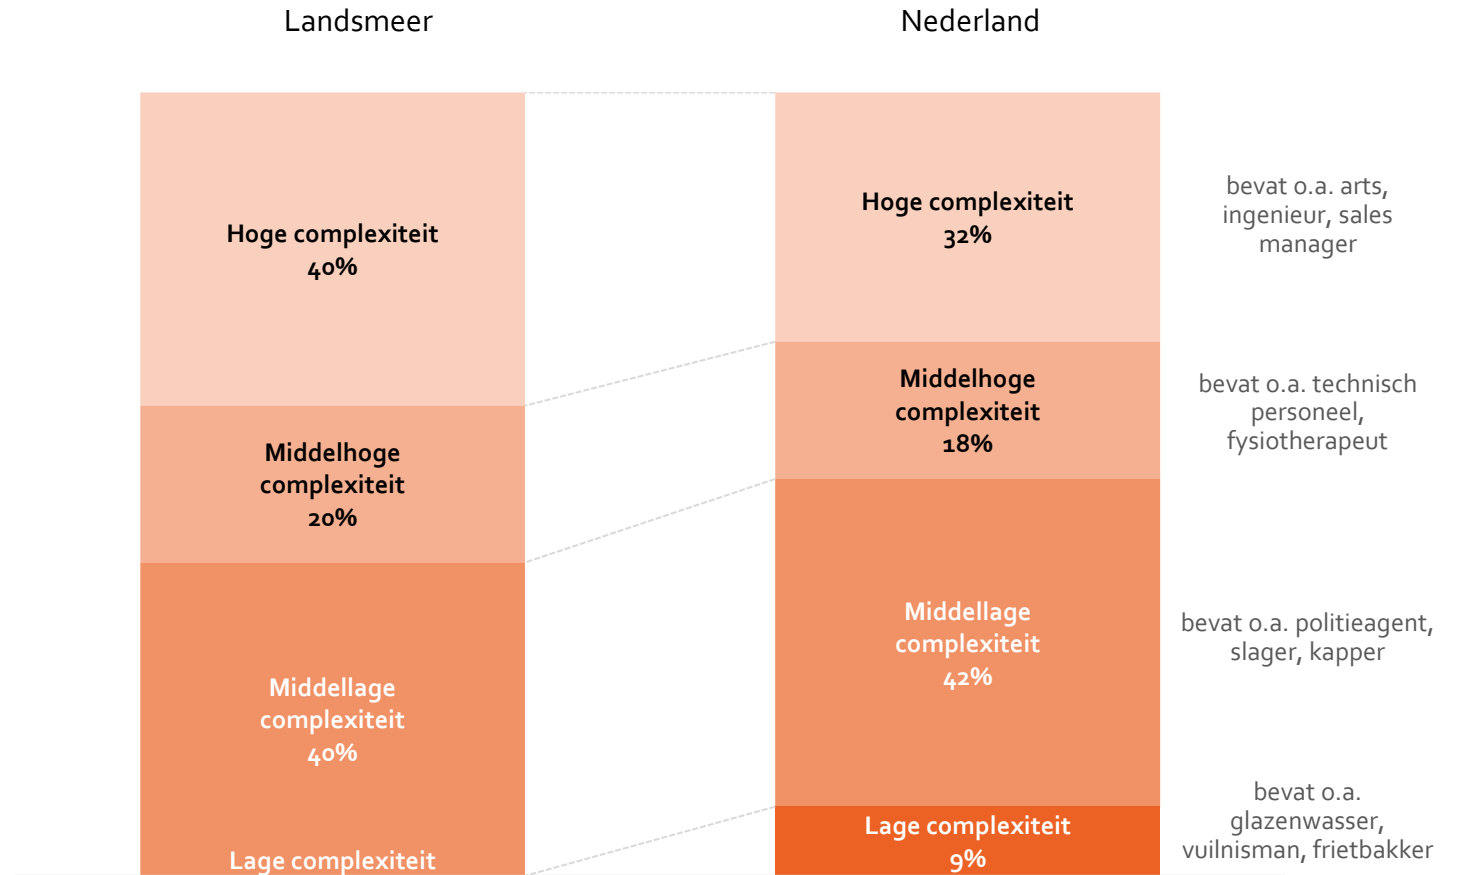 Landsmeer
Nederland
Hoge complexiteit
40%
Middelhoge
complexiteit
20%
Middellage
complexiteit
40%
Lage complexiteit
Hoge complexiteit
32%
Middelhoge
complexiteit
18%
Middellage
complexiteit
42%
Lage complexiteit
9%
bevat o.a. arts,
ingenieur, sales
manager
bevat o.a. technisch
personeel,
fysiotherapeut
bevat o.a. politieagent,
slager, kapper
bevat o.a.
glazenwasser,
vuilnisman, frietbakker